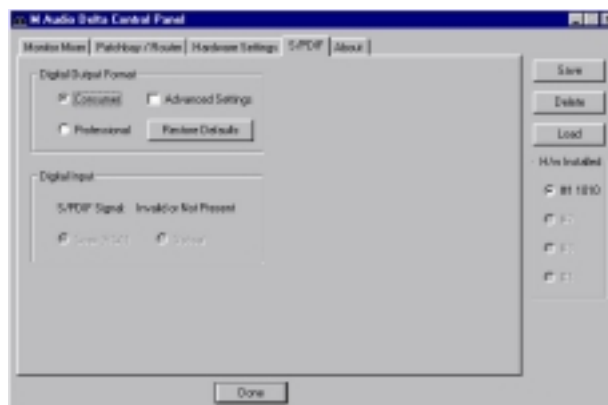 M Audio Delta Control Panel
Monitor Mixer Patchbay / Router Hardware Settings S/PDIF About
Digital Output Format
Consumer Advanced Settings
Professional Restore Defaults
Digital Input
S/PDIF Signal: Invalid or Not Present
Save
Delete
Load
H/w Installed
#1 1010
Done